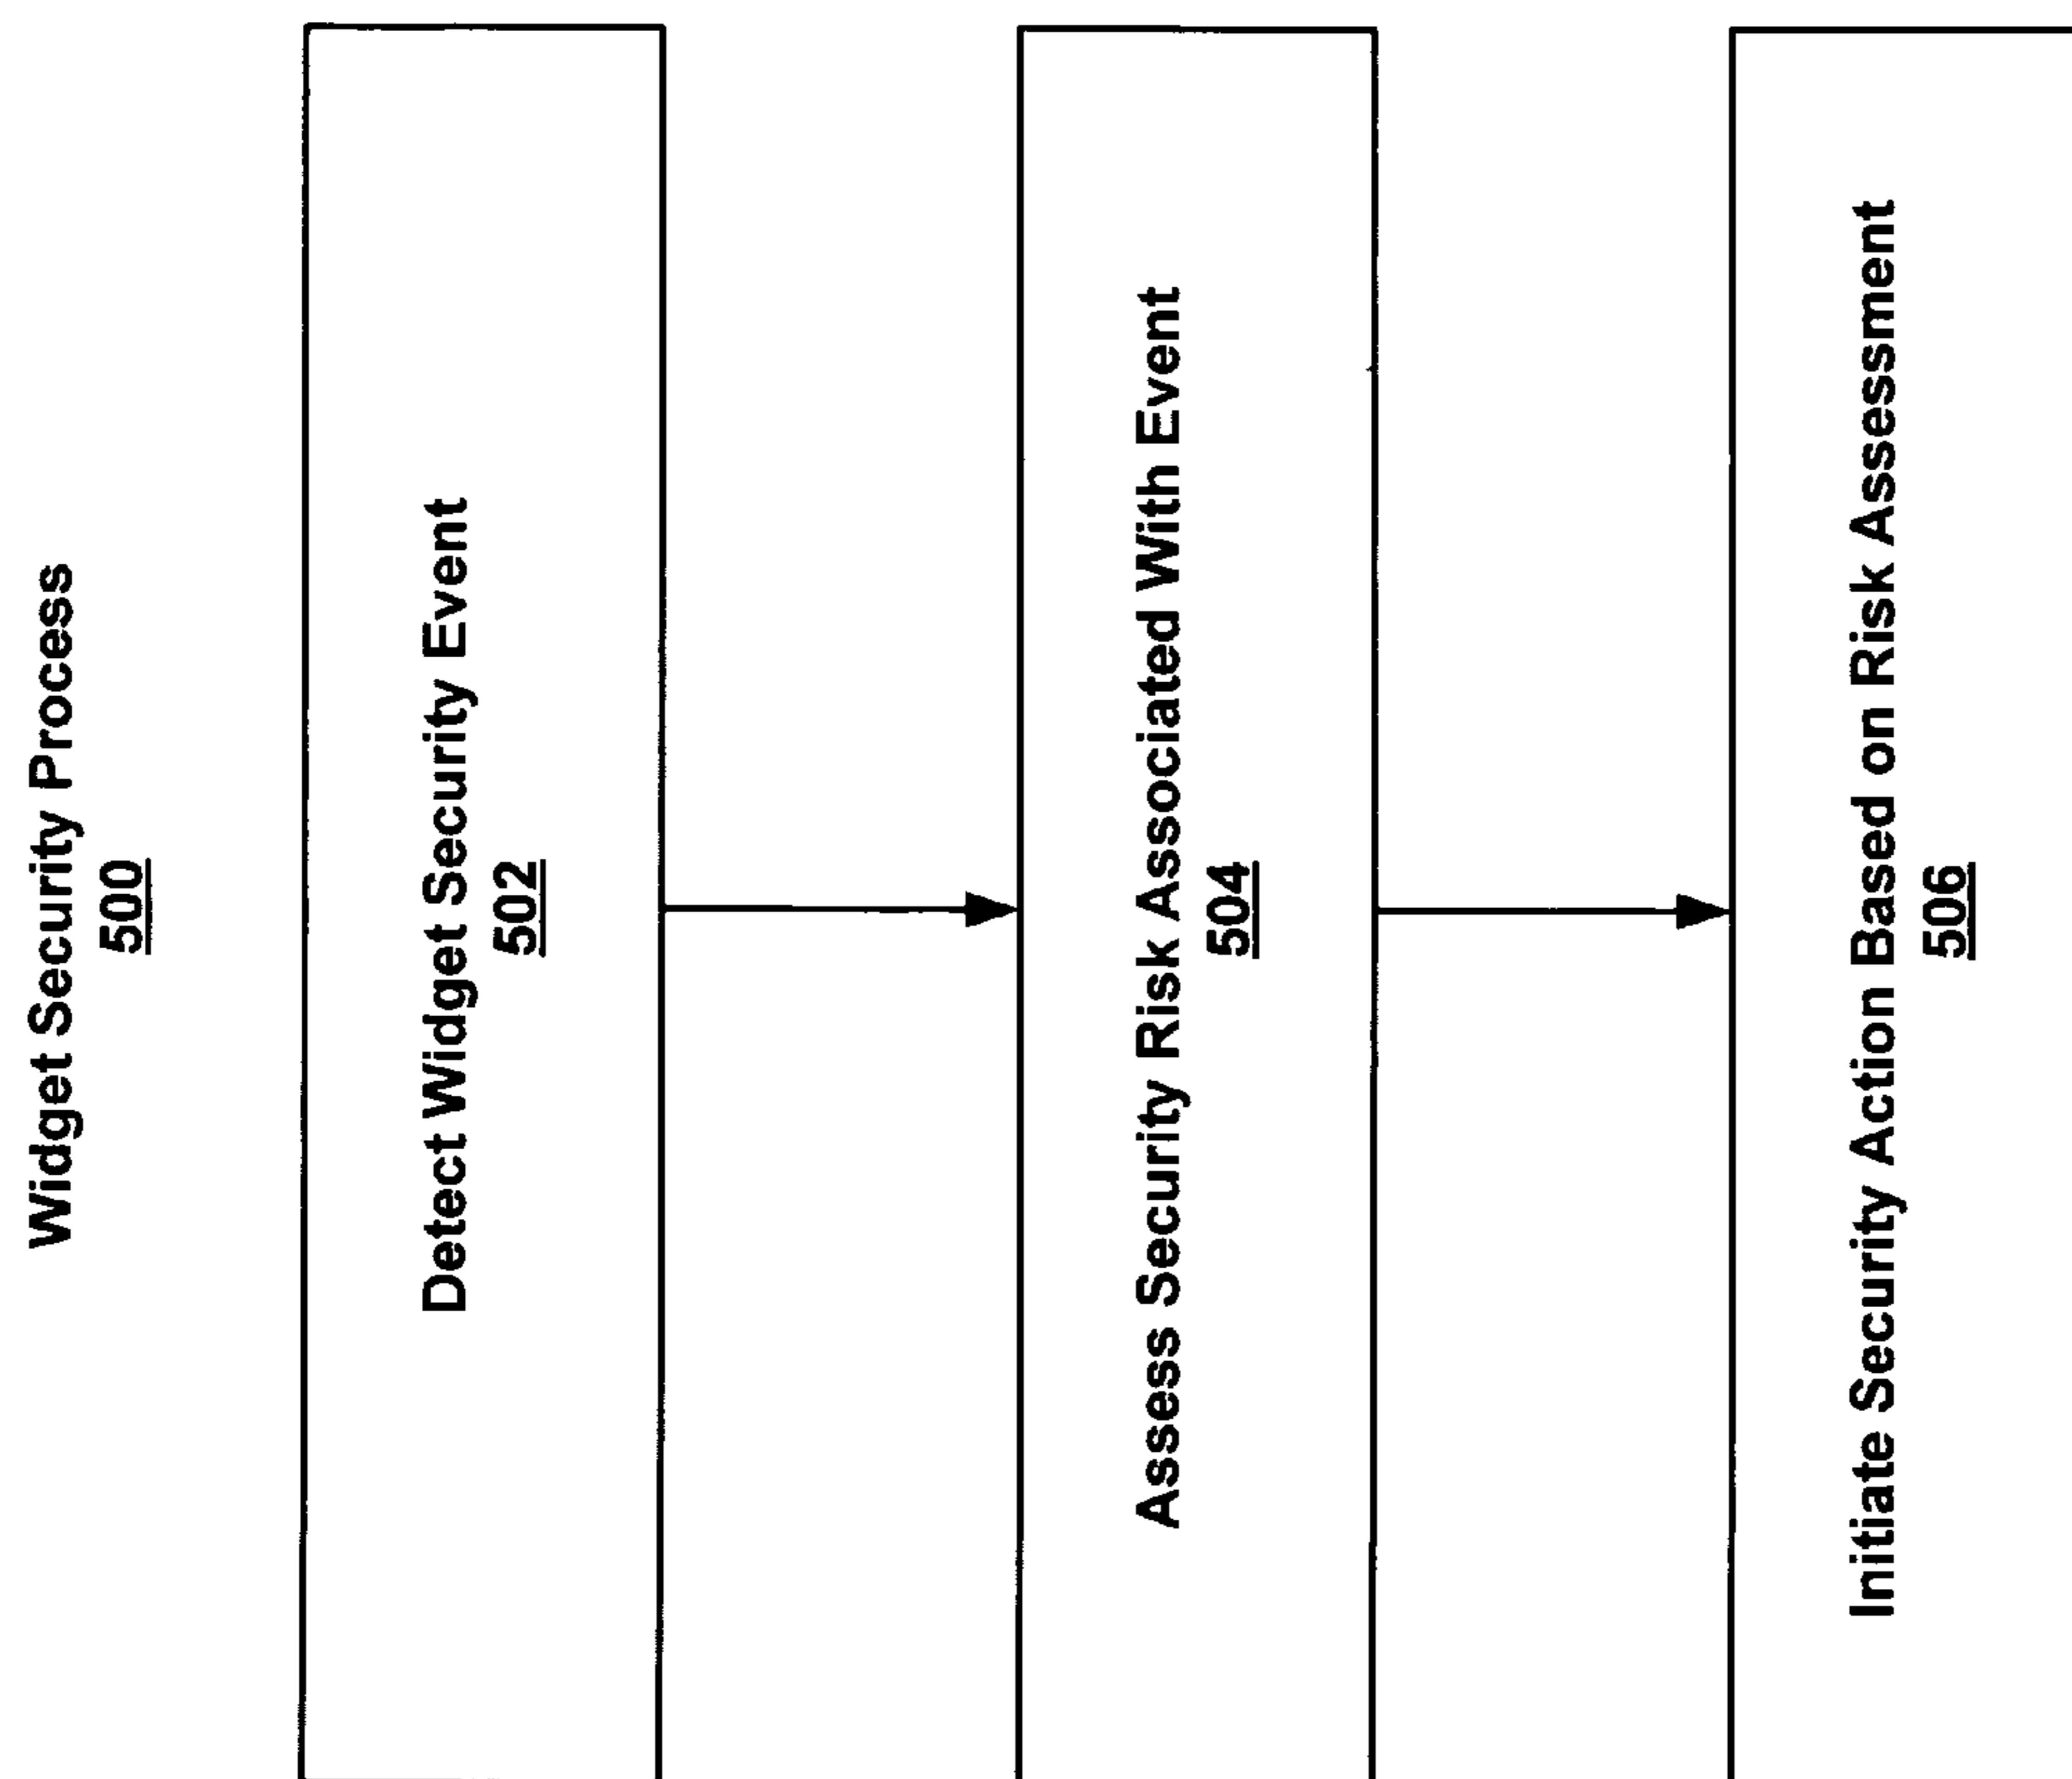 Widget Security Process
500
Detect Widget Security Event
502
Assess Security Risk Associated With Event
504
Initiate Security Action Based on Risk Assessment
506